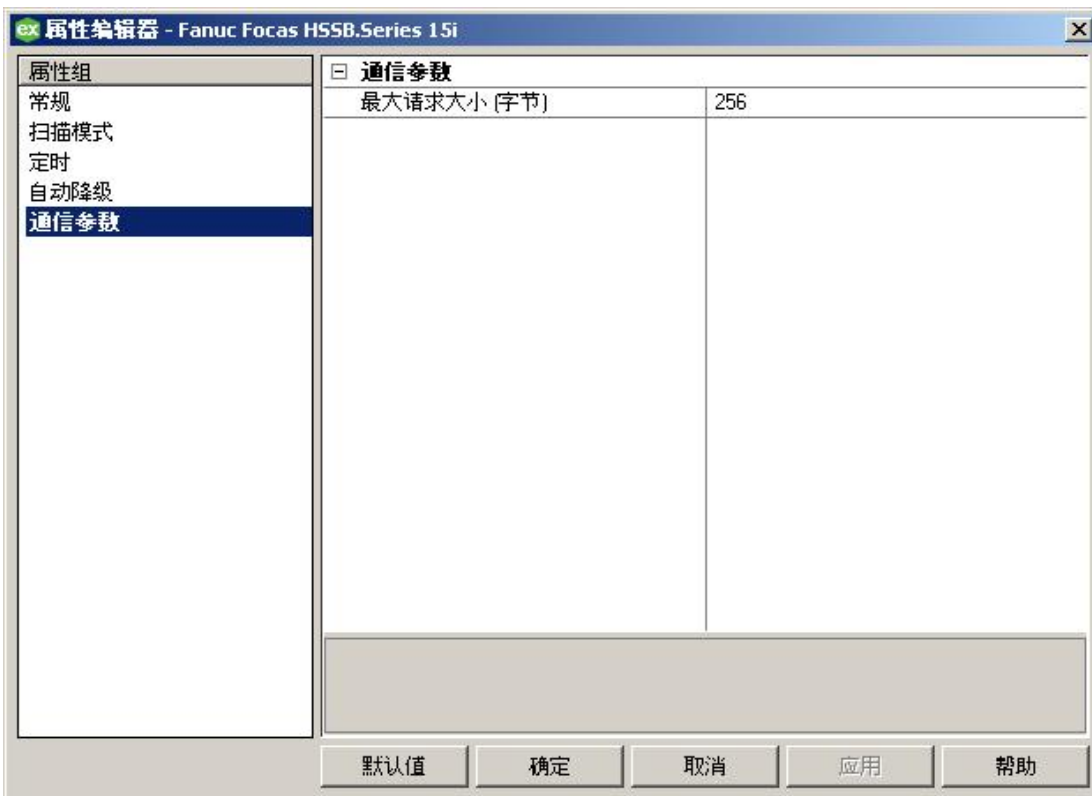 ex 属性编辑器 - Fanuc Focas HSSB.Series 15i
属性组
常规
扫描模式
定时
自动降级
通信参数
通信参数
最大请求大小 (字节) 256
默认值 确定 取消 应用 帮助